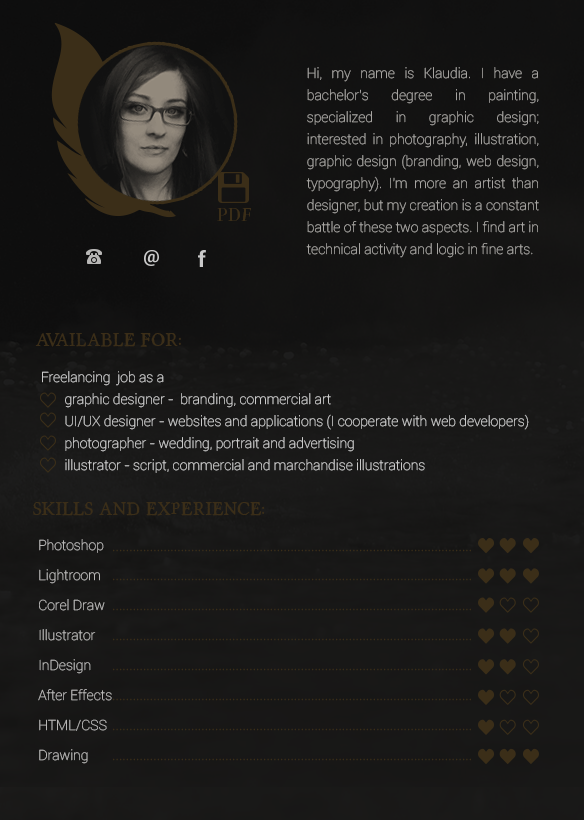 Hi, my name is Klaudia. I have a
bachelor's degree in painting,
specialized in graphic design;
interested in photography, illustration,
graphic design (branding, web design,
typography). I'm more an artist than
designer, but my creation is a constant
battle of these two aspects. I find art in
technical activity and logic in fine arts.
PDF
@
f
AVAILABLE FOR:
Freelancing job as a
graphic designer - branding, commercial art
UI/UX designer - websites and applications (I cooperate with web developers)
photographer - wedding, portrait and advertising
illustrator - script, commercial and marchandise illustrations
SKILLS AND EXPERIENCE:
Photoshop
Lightroom
Corel Draw
Illustrator
InDesign
After Effects
HTML/CSS
Drawing